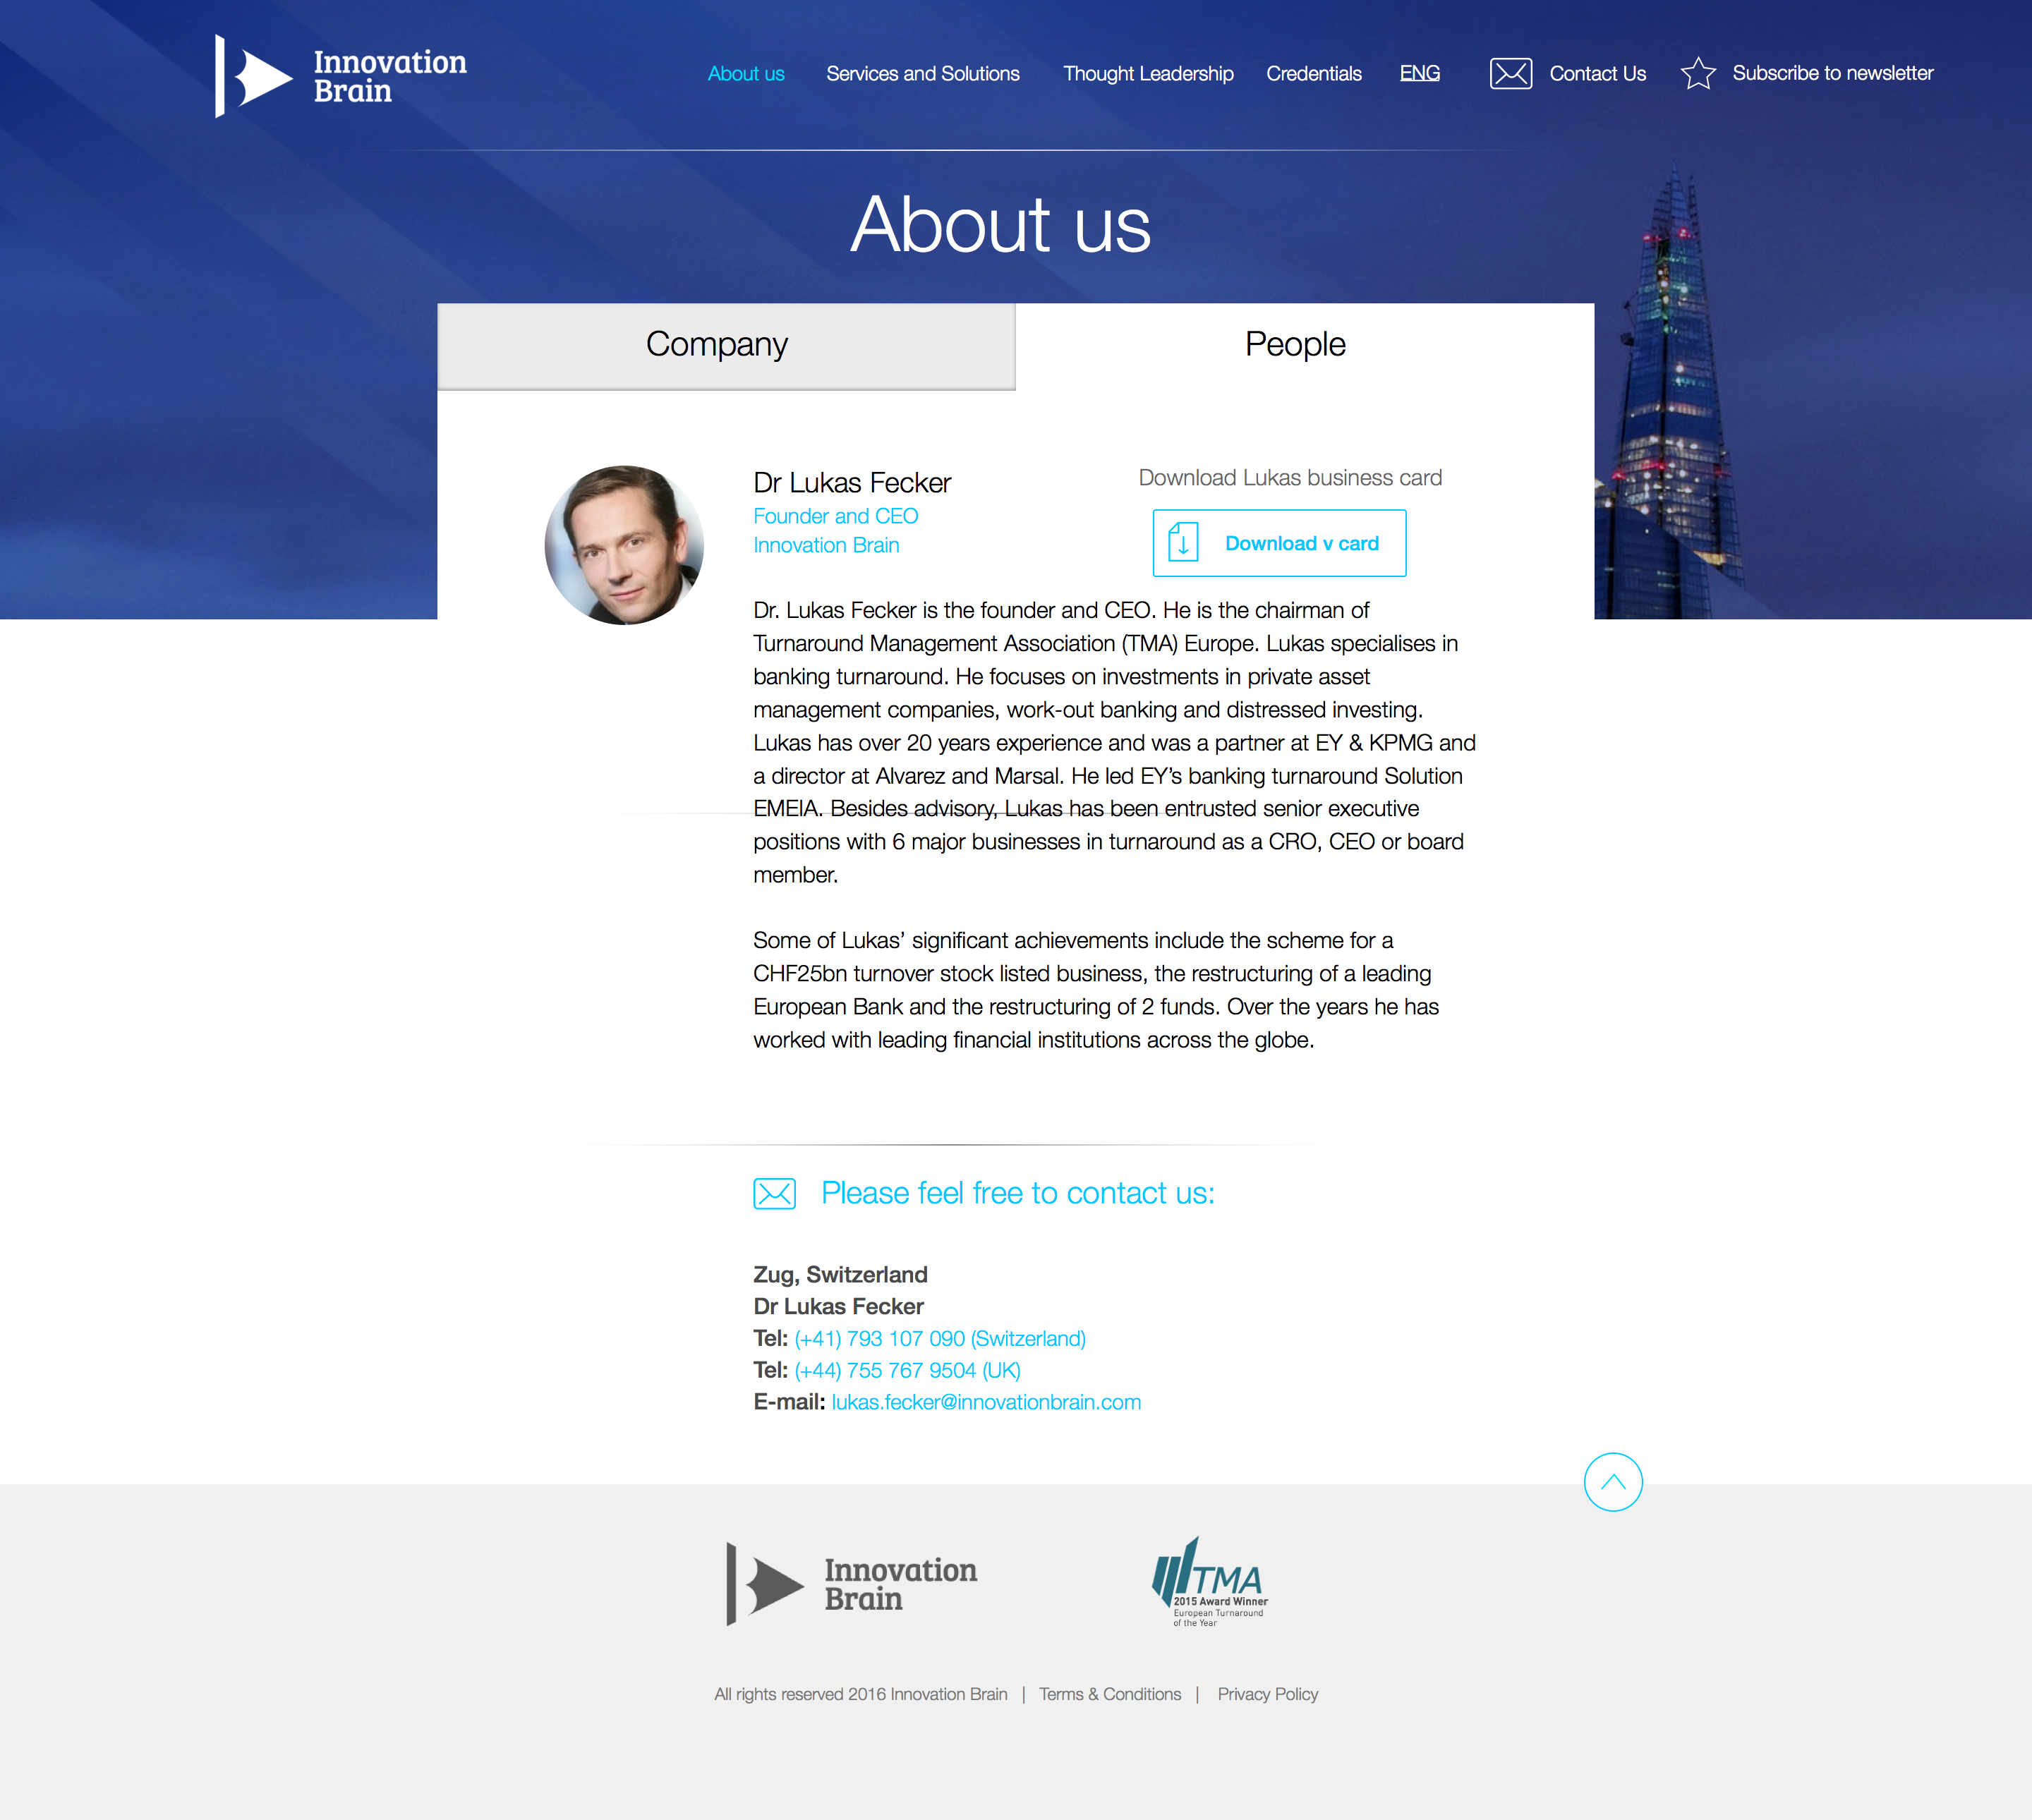 Innovation
Brain
About us
Services and Solutions
Thought Leadership
Credentials
ENG
Contact Us
Subscribe to newsletter
About us
Company
People
Dr Lukas Fecker
Founder and CEO
Innovation Brain
Download Lukas business card
Download v card
Dr. Lukas Fecker is the founder and CEO. He is the chairman of
Turnaround Management Association (TMA) Europe. Lukas specialises in
banking turnaround. He focuses on investments in private asset
management companies, work-out banking and distressed investing.
Lukas has over 20 years experience and was a partner at EY & KPMG and
a director at Alvarez and Marsal. He led EY’s banking turnaround Solution
EMEIA. Besides advisory, Lukas has been entrusted senior executive
positions with 6 major businesses in turnaround as a CRO, CEO or board
member.
Some of Lukas’ significant achievements include the scheme for a
CHF25bn turnover stock listed business, the restructuring of a leading
European Bank and the restructuring of 2 funds. Over the years he has
worked with leading financial institutions across the globe.
Please feel free to contact us:
Zug, Switzerland
Dr Lukas Fecker
Tel: (+41) 793 107 090 (Switzerland)
Tel: (+44) 755 767 9504 (UK)
E-mail: lukas.fecker@innovationbrain.com
Innovation
Brain
TMA
2015 Award Winner
European Turnaround
of the Year
All rights reserved 2016 Innovation Brain | Terms & Conditions | Privacy Policy